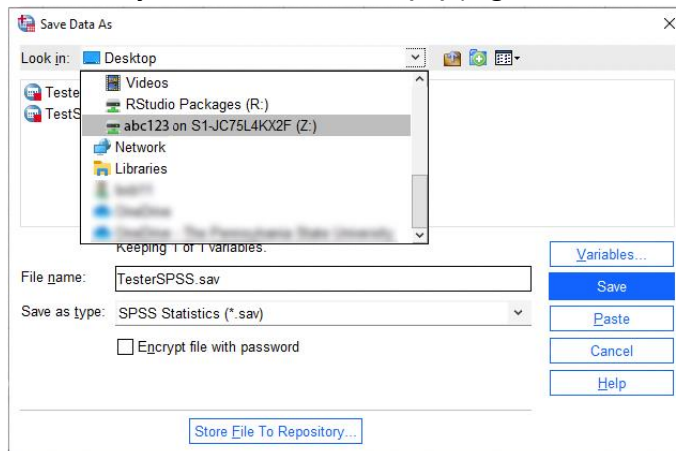 Save Data As
Look in: Desktop
Teste
TestS
Videos
RStudio Packages (R:)
abc123 on S1-JC75L4KX2F (Z:)
Network
Libraries
Keeping 1 of 1 variables.
Variables...
File name: TesterSPSS.sav
Save
Save as type: SPSS Statistics (*.sav)
Paste
Encrypt file with password
Cancel
Help
Store File To Repository...